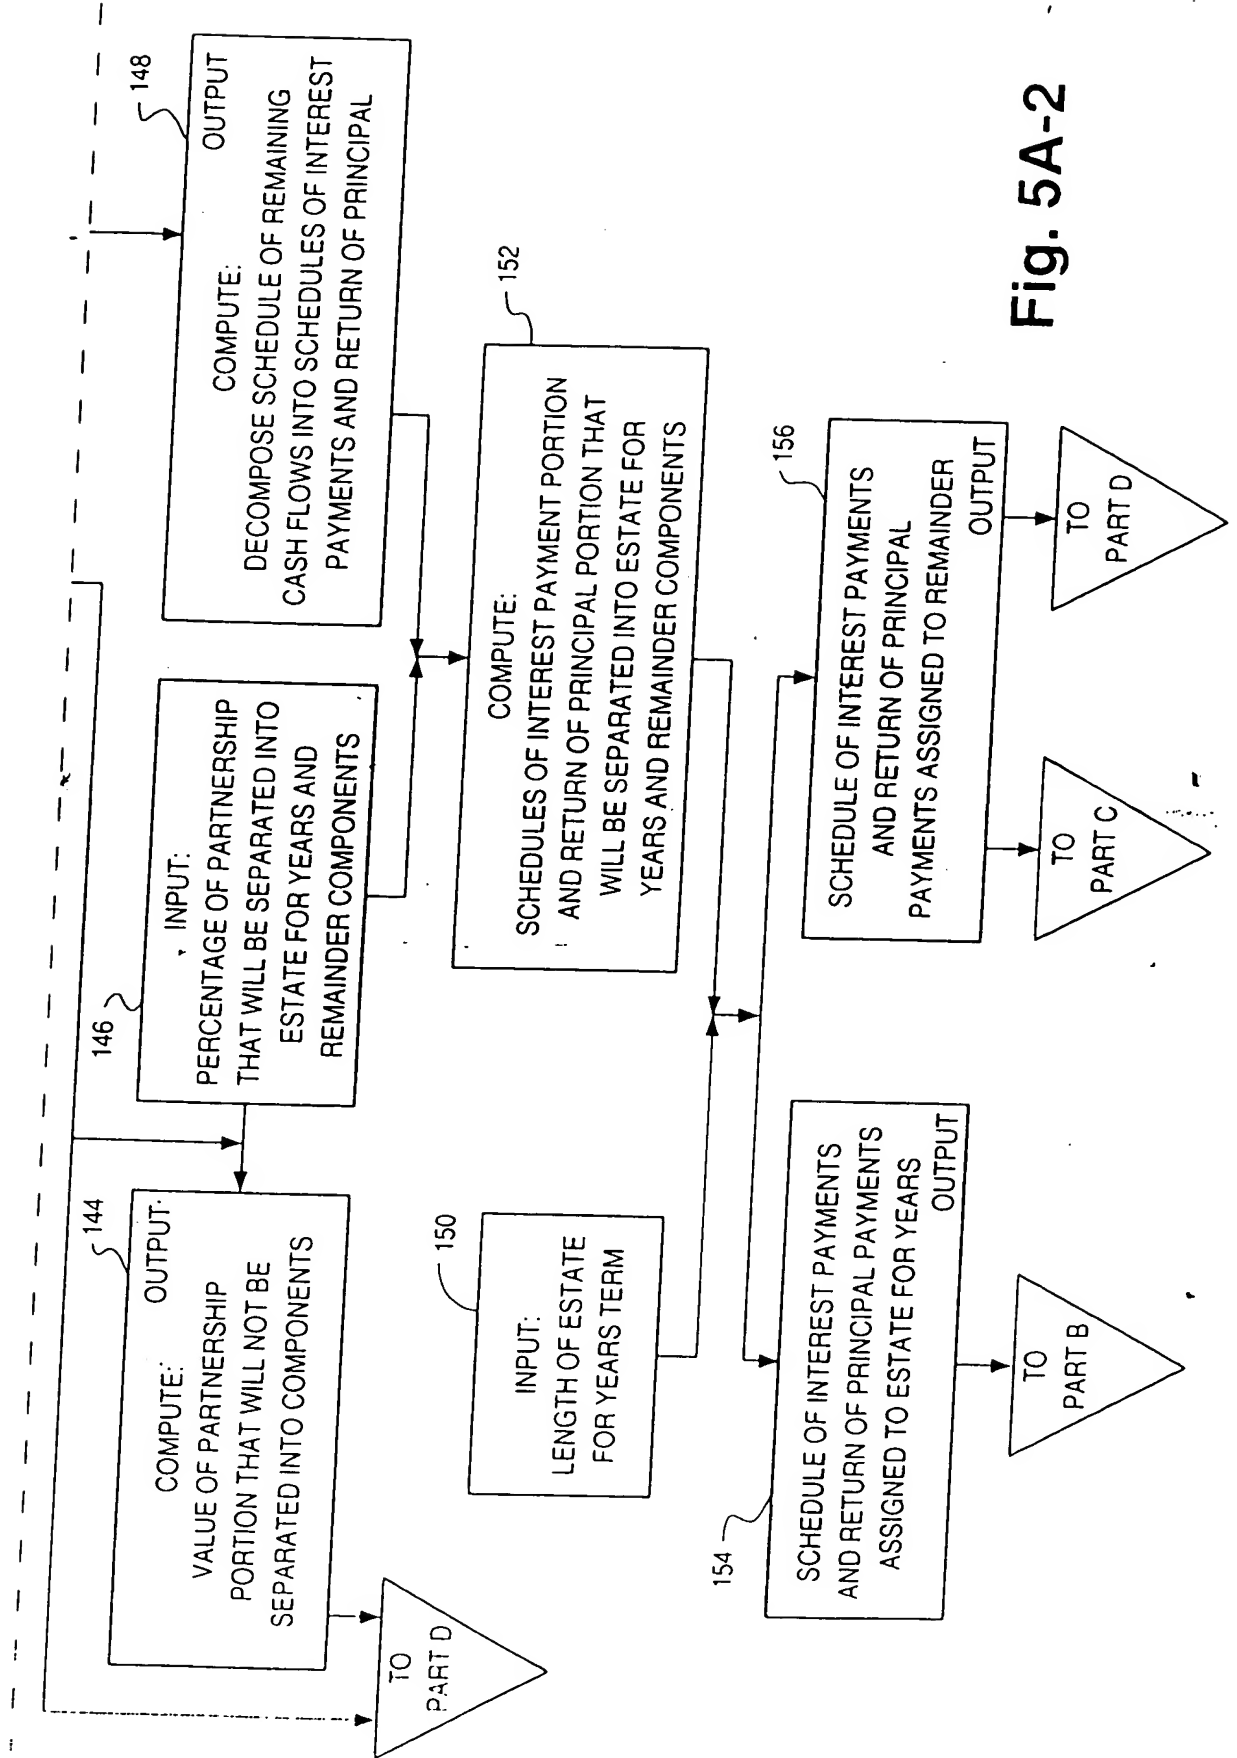 144
COMPUTE: OUTPUT:
VALUE OF PARTNERSHIP
PORTION THAT WILL NOT BE
SEPARATED INTO COMPONENTS
TO
PART D
146
INPUT:
PERCENTAGE OF PARTNERSHIP
THAT WILL BE SEPARATED INTO
ESTATE FOR YEARS AND
REMAINDER COMPONENTS
148
OUTPUT
COMPUTE:
DECOMPOSE SCHEDULE OF REMAINING
CASH FLOWS INTO SCHEDULES OF INTEREST
PAYMENTS AND RETURN OF PRINCIPAL
150
INPUT:
LENGTH OF ESTATE
FOR YEARS TERM
152
COMPUTE:
SCHEDULES OF INTEREST PAYMENT PORTION
AND RETURN OF PRINCIPAL PORTION THAT
WILL BE SEPARATED INTO ESTATE FOR
YEARS AND REMAINDER COMPONENTS
154
SCHEDULE OF INTEREST PAYMENTS
AND RETURN OF PRINCIPAL PAYMENTS
ASSIGNED TO ESTATE FOR YEARS
OUTPUT
TO
PART B
156
SCHEDULE OF INTEREST PAYMENTS
AND RETURN OF PRINCIPAL
PAYMENTS ASSIGNED TO REMAINDER
OUTPUT
TO
PART C
TO
PART D
Fig. 5A-2